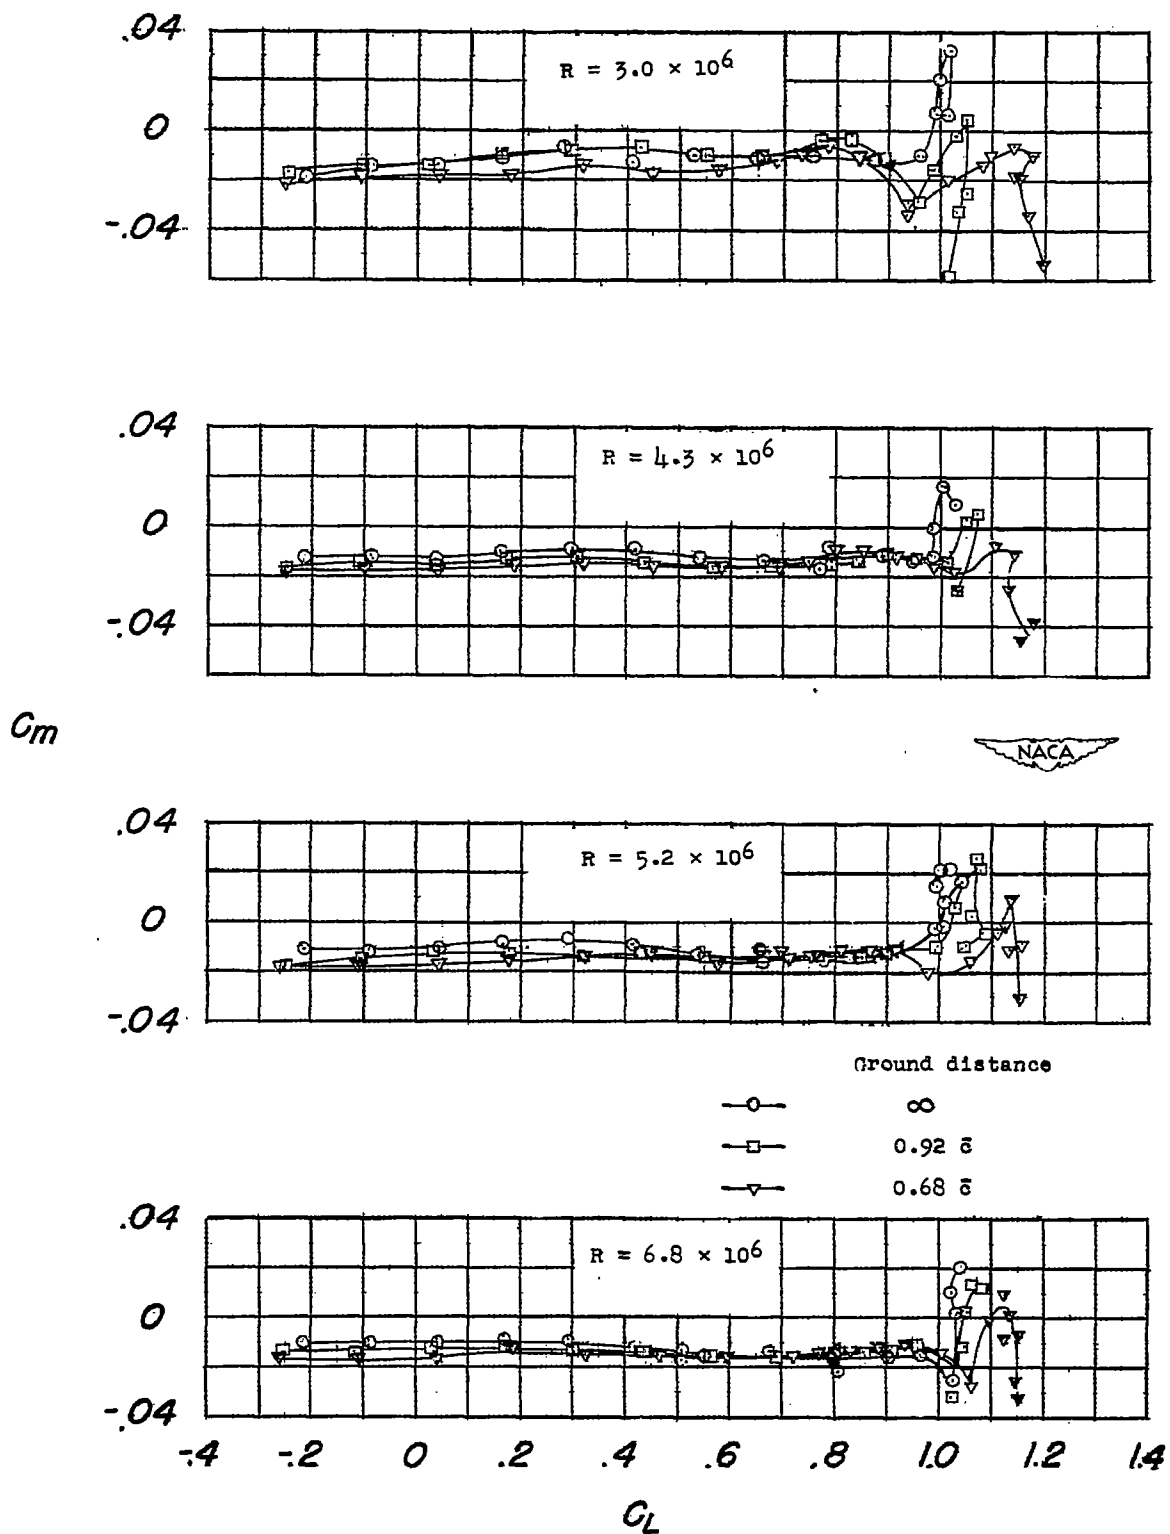 .04
R = 3.0 × 10⁶
0
-.04
.04
R = 4.3 × 10⁶
0
-.04
Cm
NACA
.04
R = 5.2 × 10⁶
0
-.04
Ground distance
∞
0.92 c̄
0.68 c̄
.04
R = 6.8 × 10⁶
0
-.04
-.4 -.2 0 .2 .4 .6 .8 1.0 1.2 1.4
CL